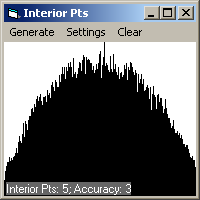 Interior Pts
Generate Settings Clear
Interior Pts: 5; Accuracy: 3